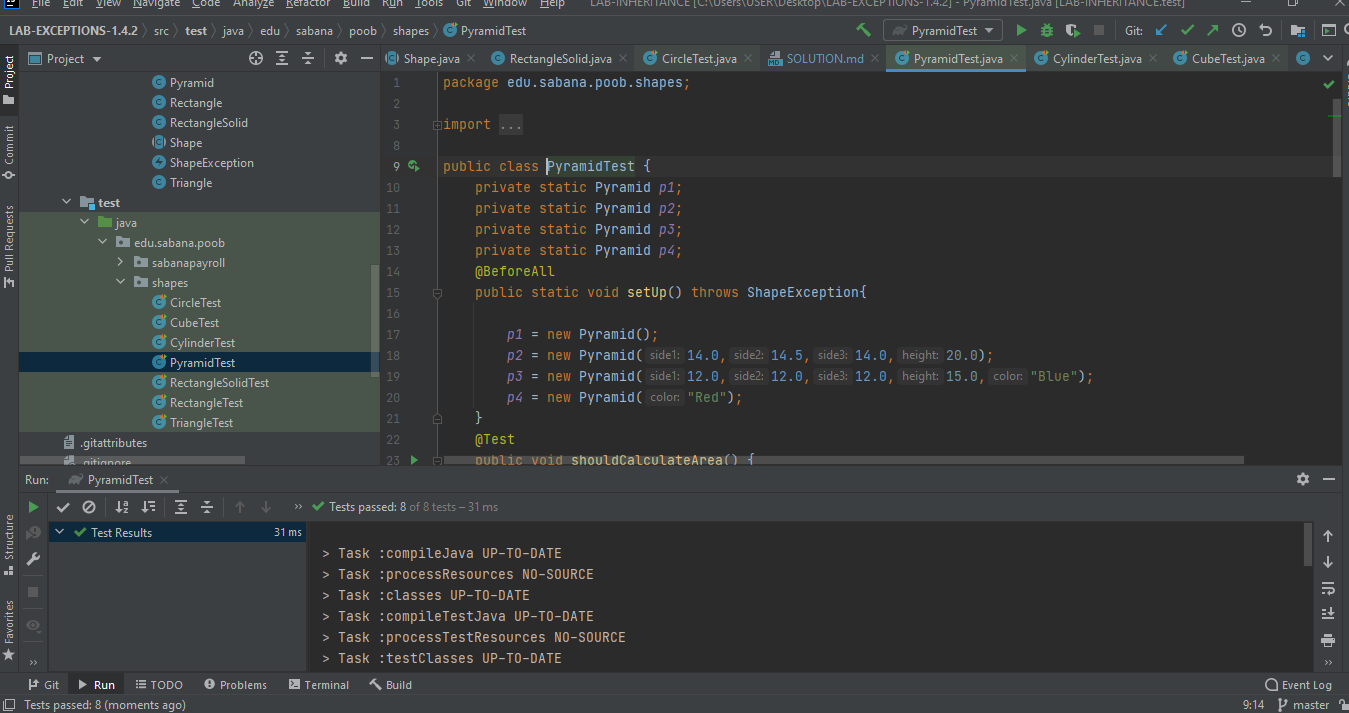 File Edit View Navigate Code Analyze Refactor Build Run Tools Git Window Help LAB-INHERITANCE [C:\Users\USER\Desktop\LAB-EXCEPTIONS-1.4.2] - PyramidTest.java [LAB-INHERITANCE.test]
LAB-EXCEPTIONS-1.4.2 src test java edu sabana poob shapes PyramidTest PyramidTest Git:
Project
Shape.java RectangleSolid.java CircleTest.java SOLUTION.md PyramidTest.java CylinderTest.java CubeTest.java
Project
Commit
Pull Requests
Structure
Favorites
Pyramid
Rectangle
RectangleSolid
Shape
ShapeException
Triangle
test
java
edu.sabana.poob
sabanapayroll
shapes
CircleTest
CubeTest
CylinderTest
PyramidTest
RectangleSolidTest
RectangleTest
TriangleTest
.gitattributes
.gitignore
1 package edu.sabana.poob.shapes;
2
3 import ...
8
9 public class PyramidTest {
10 private static Pyramid p1;
11 private static Pyramid p2;
12 private static Pyramid p3;
13 private static Pyramid p4;
14 @BeforeAll
15 public static void setUp() throws ShapeException{
16
17 p1 = new Pyramid();
18 p2 = new Pyramid( side1: 14.0, side2: 14.5, side3: 14.0, height: 20.0);
19 p3 = new Pyramid( side1: 12.0, side2: 12.0, side3: 12.0, height: 15.0, color: "Blue");
20 p4 = new Pyramid( color: "Red");
21 }
22 @Test
23 public void shouldCalculateArea() {
Run: PyramidTest
Tests passed: 8 of 8 tests – 31 ms
Test Results 31 ms
> Task :compileJava UP-TO-DATE
> Task :processResources NO-SOURCE
> Task :classes UP-TO-DATE
> Task :compileTestJava UP-TO-DATE
> Task :processTestResources NO-SOURCE
> Task :testClasses UP-TO-DATE
Git Run TODO Problems Terminal Build Event Log
Tests passed: 8 (moments ago) 9:14 master